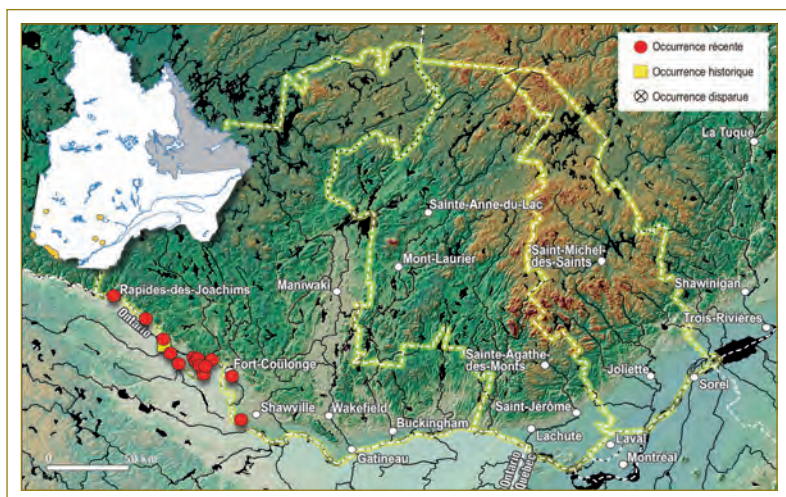 Occurrence récente
Occurrence historique
Occurrence disparue
La Tuque
Sainte-Anne-du-Lac
Saint-Michel-
des-Saints
Mont-Laurier
Maniwaki
Rapides-des-Joachims
Shawinigan
Ontario
Trois-Rivières
Fort-Coulonge
Sainte-Agathe-
des-Monts
Joliette
Sorel
Shawville
Wakefield
Saint-Jérôme
Buckingham
Lachute
Laval
Gatineau
Montréal
Ontario
Québec
0 50 km